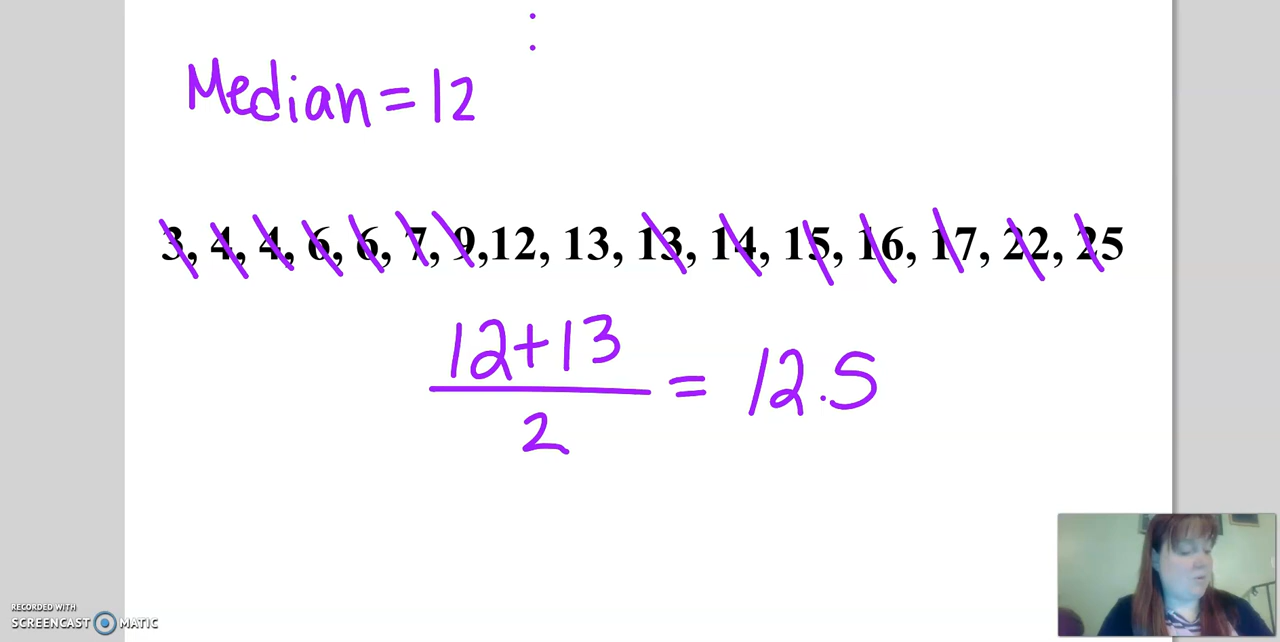 Median = 12
3, 4, 4, 6, 6, 7, 9,12, 13, 13, 14, 15, 16, 17, 22, 25
12+13
2
= 12.5
RECORDED WITH
SCREENCAST MATIC